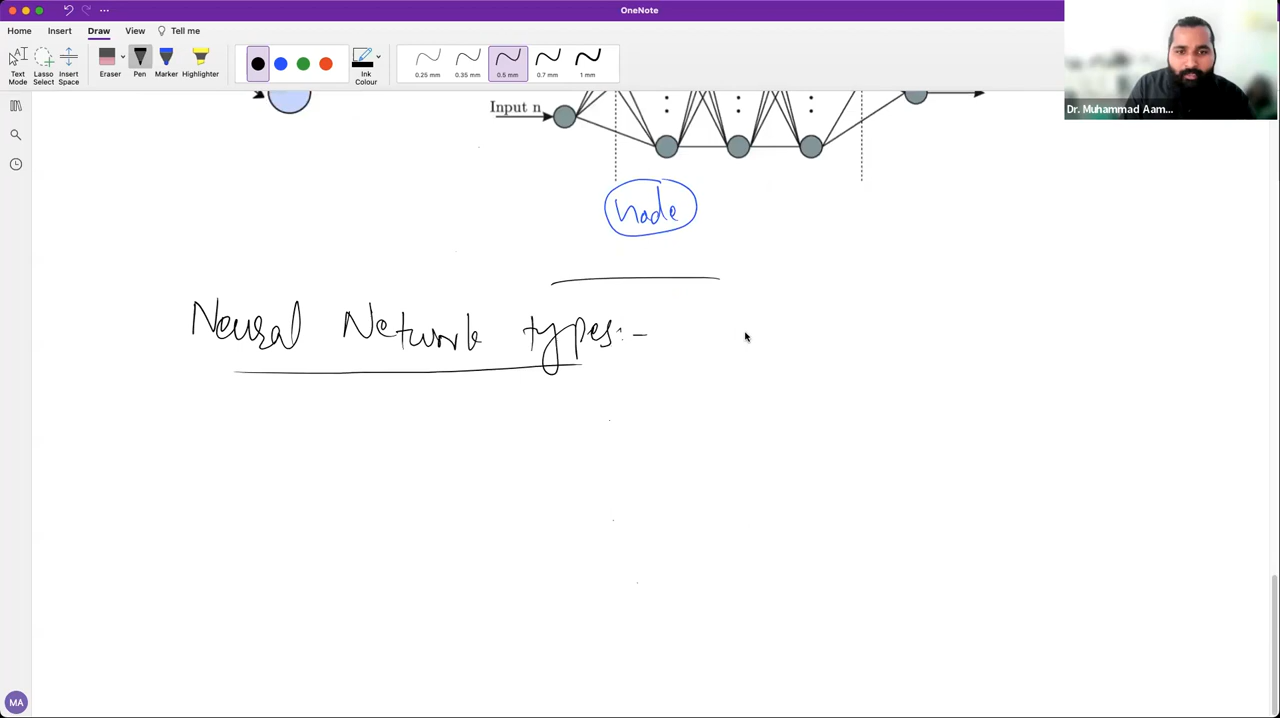 OneNote
Home Insert Draw View Tell me
Text Mode
Lasso Select
Insert Space
Eraser
Pen
Marker
Highlighter
Ink Colour
0.25 mm
0.35 mm
0.5 mm
0.7 mm
1 mm
Dr. Muhammad Aam...
Input n
node
Neural Network types:-
MA